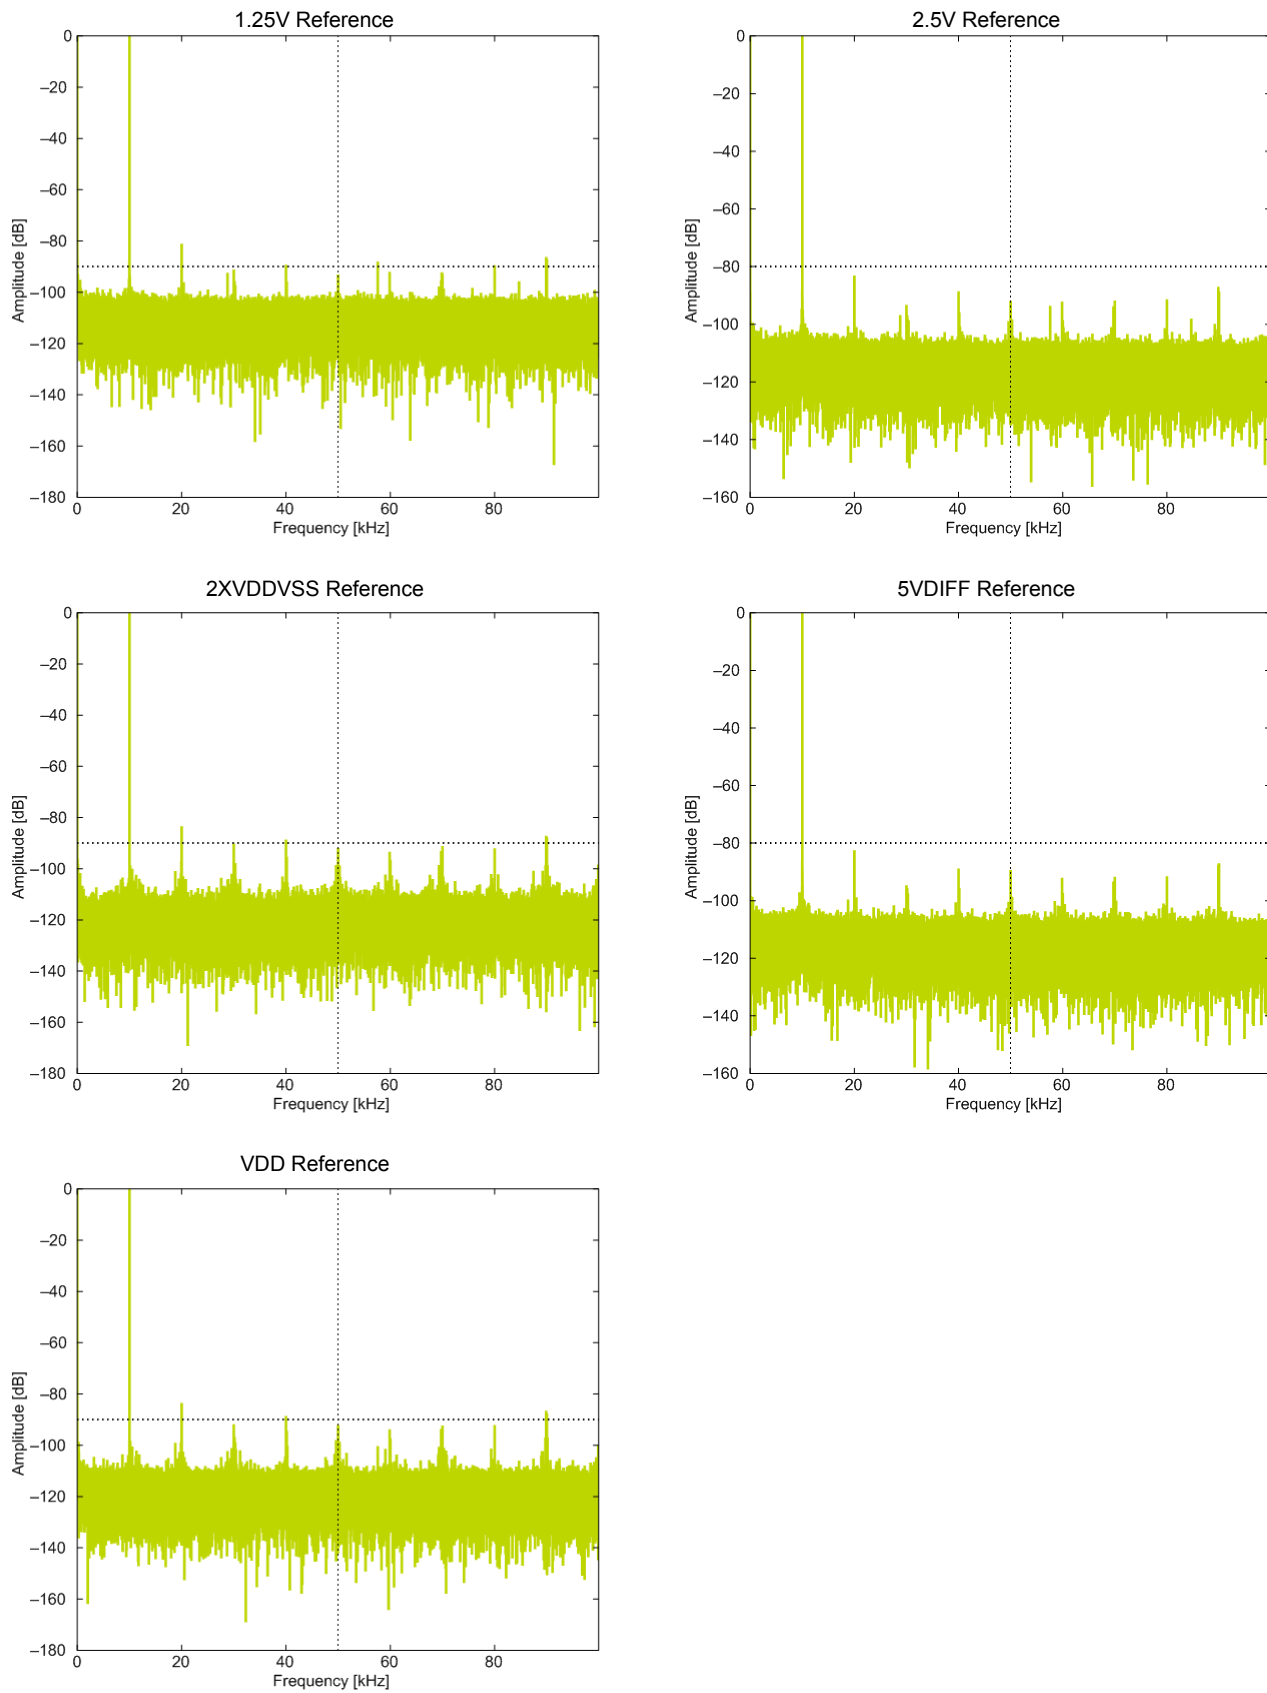 1.25V Reference
0
–20
–40
–60
–80
–100
–120
–140
–160
–180
Amplitude [dB]
0 20 40 60 80
Frequency [kHz]
2.5V Reference
0
–20
–40
–60
–80
–100
–120
–140
–160
Amplitude [dB]
0 20 40 60 80
Frequency [kHz]
2XVDDVSS Reference
0
–20
–40
–60
–80
–100
–120
–140
–160
–180
Amplitude [dB]
0 20 40 60 80
Frequency [kHz]
5VDIFF Reference
0
–20
–40
–60
–80
–100
–120
–140
–160
Amplitude [dB]
0 20 40 60 80
Frequency [kHz]
VDD Reference
0
–20
–40
–60
–80
–100
–120
–140
–160
–180
Amplitude [dB]
0 20 40 60 80
Frequency [kHz]